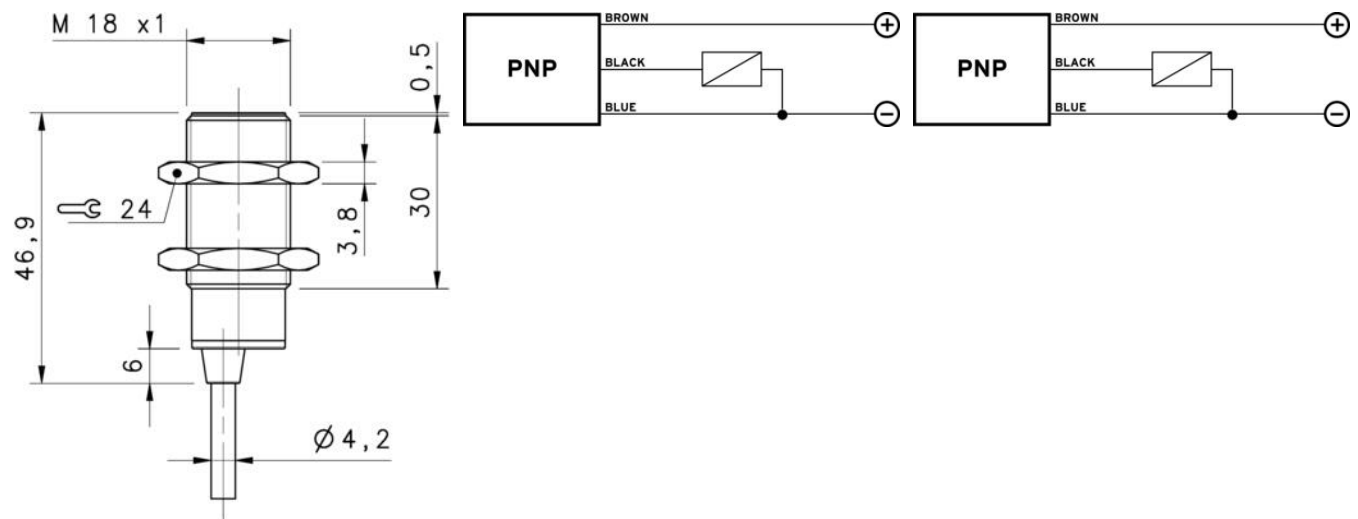 M 18 x1
0,5
24
3,8
30
46,9
6
Ø4,2
BROWN
PNP
BLACK
BLUE
+
−
BROWN
PNP
BLACK
BLUE
+
−